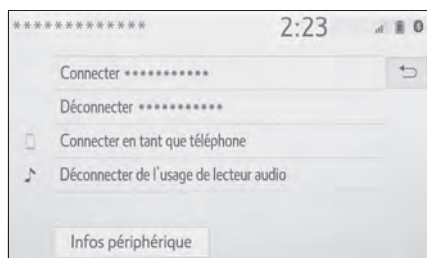 ************* 2:23
Connecter ***********
Déconnecter ***********
Connecter en tant que téléphone
Déconnecter de l'usage de lecteur audio
Infos périphérique